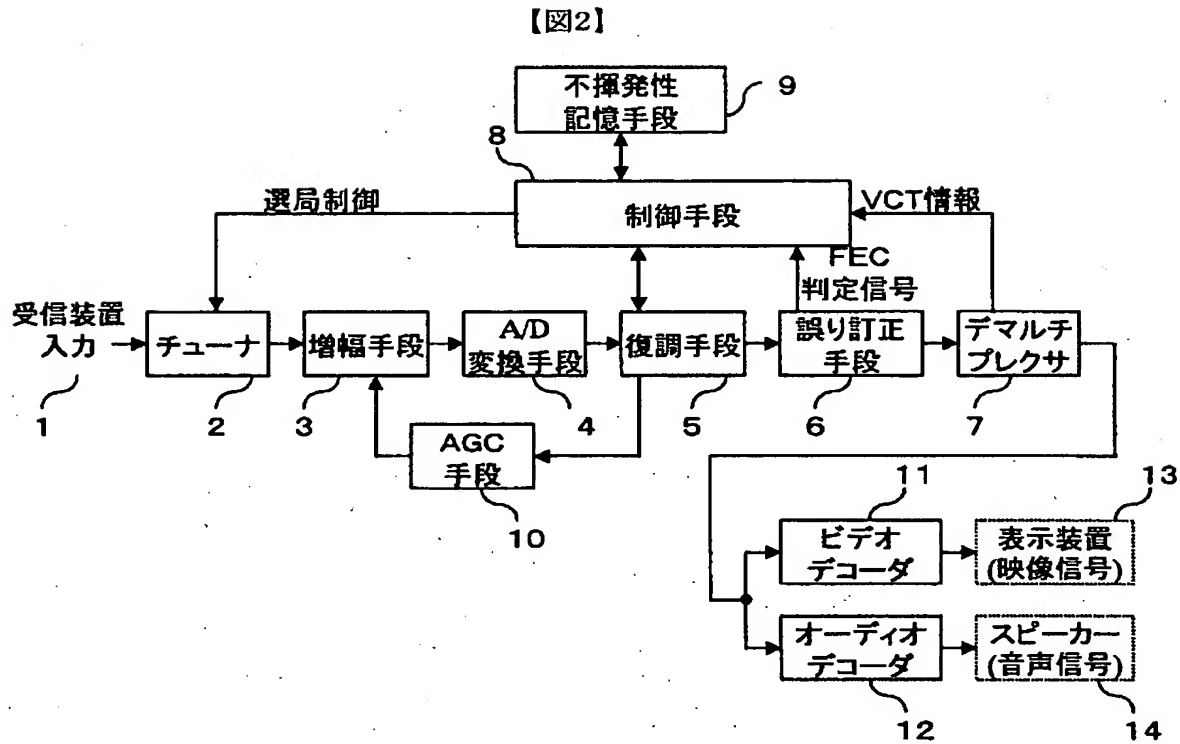 【図2】
不揮発性
記憶手段
9
8
選局制御
制御手段
VCT情報
FEC
判定信号
受信装置
入力
チューナ
増幅手段
A/D
変換手段
復調手段
誤り訂正
手段
デマルチ
プレクサ
1
2
3
4
5
6
7
AGC
手段
10
11
13
ビデオ
デコーダ
表示装置
(映像信号)
オーディオ
デコーダ
スピーカー
(音声信号)
12
14